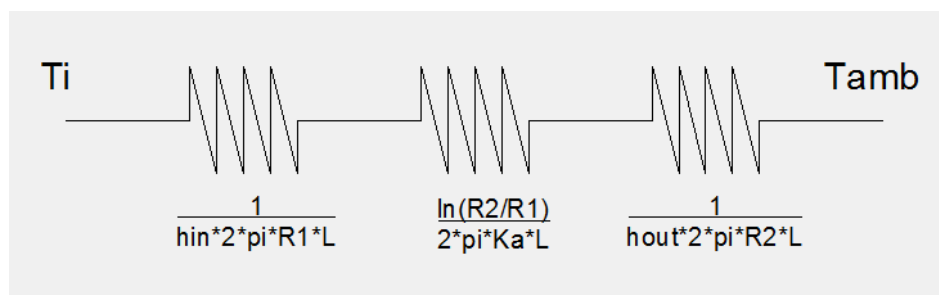 Ti
Tamb
1
hin*2*pi*R1*L
ln(R2/R1)
2*pi*Ka*L
1
hout*2*pi*R2*L